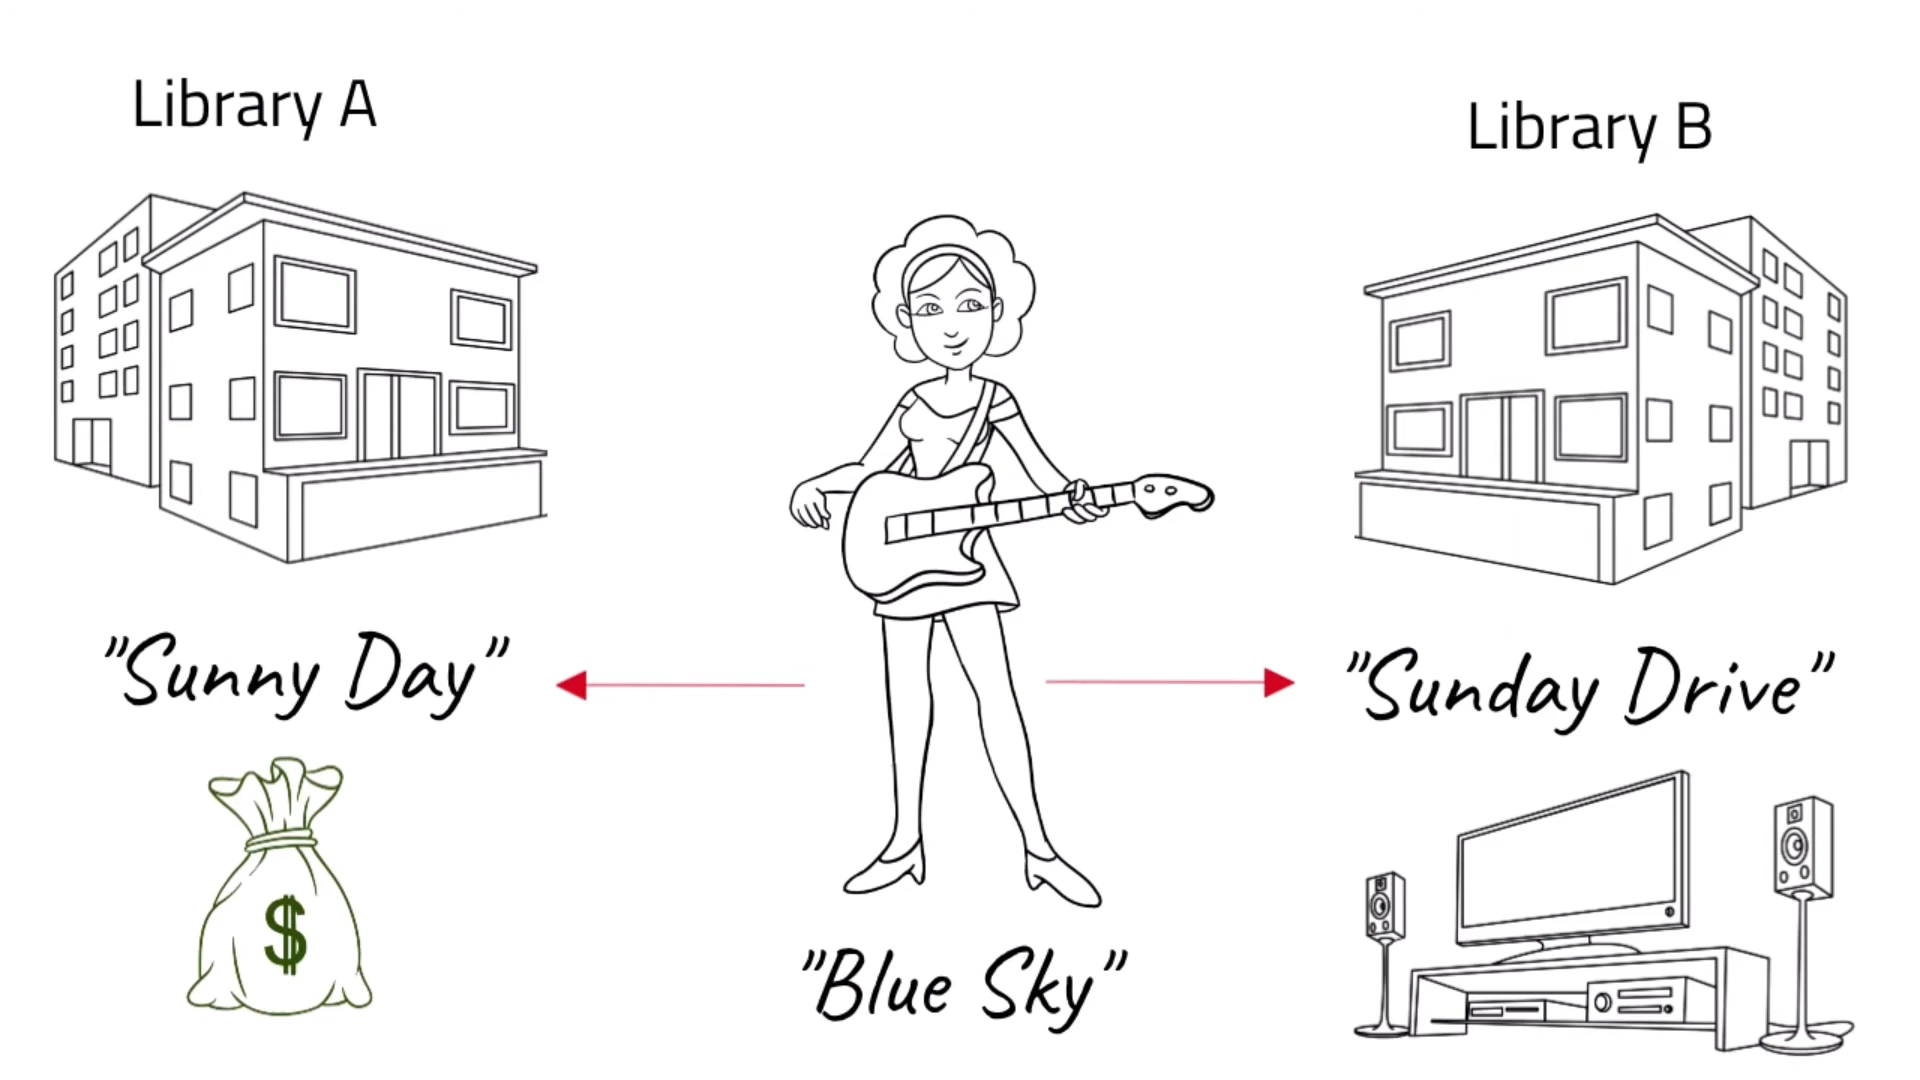 Library A
Library B
"Sunny Day"
"Sunday Drive"
$
"Blue Sky"